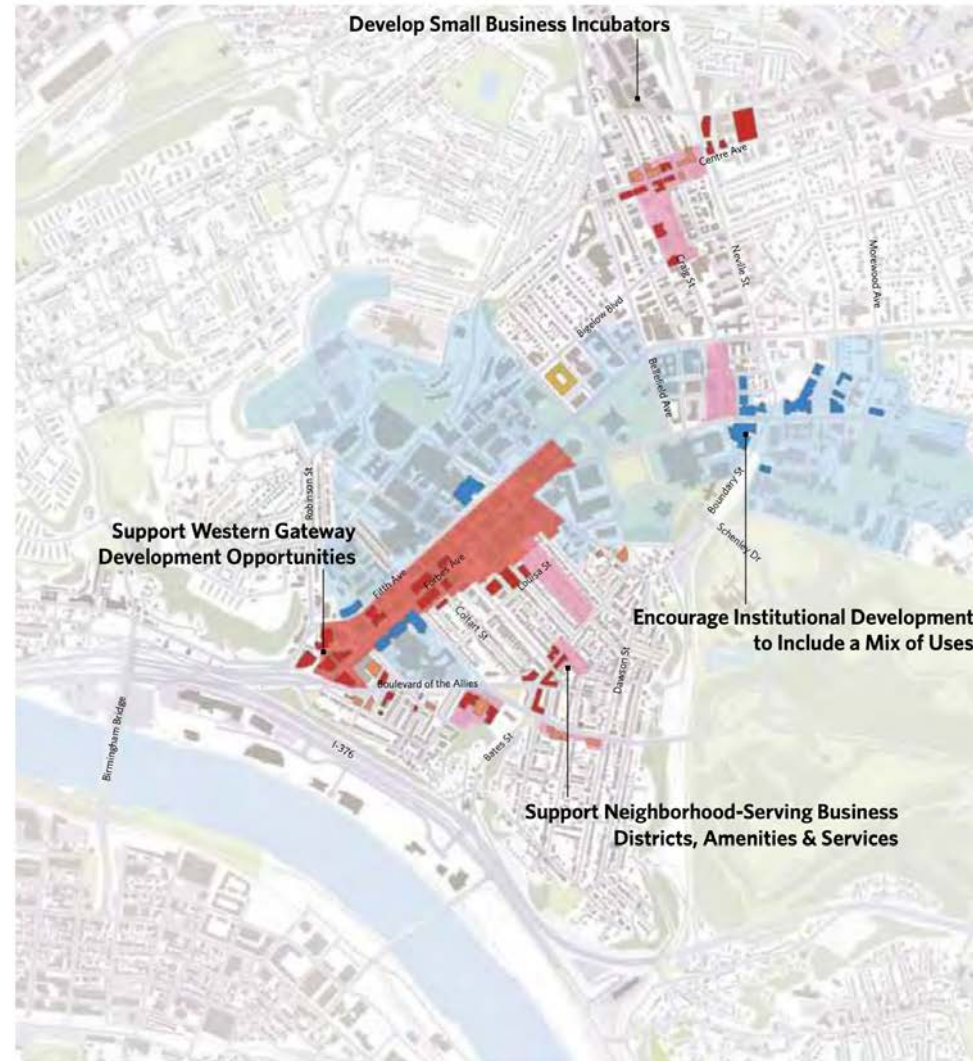 Develop Small Business Incubators
Centre Ave
Craig St
Neville St
Morewood Ave
Bigelow Blvd
Bellefield Ave
Robinson St
Boundary St
Schenley Dr
Support Western Gateway
Development Opportunities
Fifth Ave
Forbes Ave
Louisa St
Coltart St
Encourage Institutional Development
to Include a Mix of Uses
Dawson St
Boulevard of the Allies
Birmingham Bridge
I-376
Bates St
Support Neighborhood-Serving Business
Districts, Amenities & Services